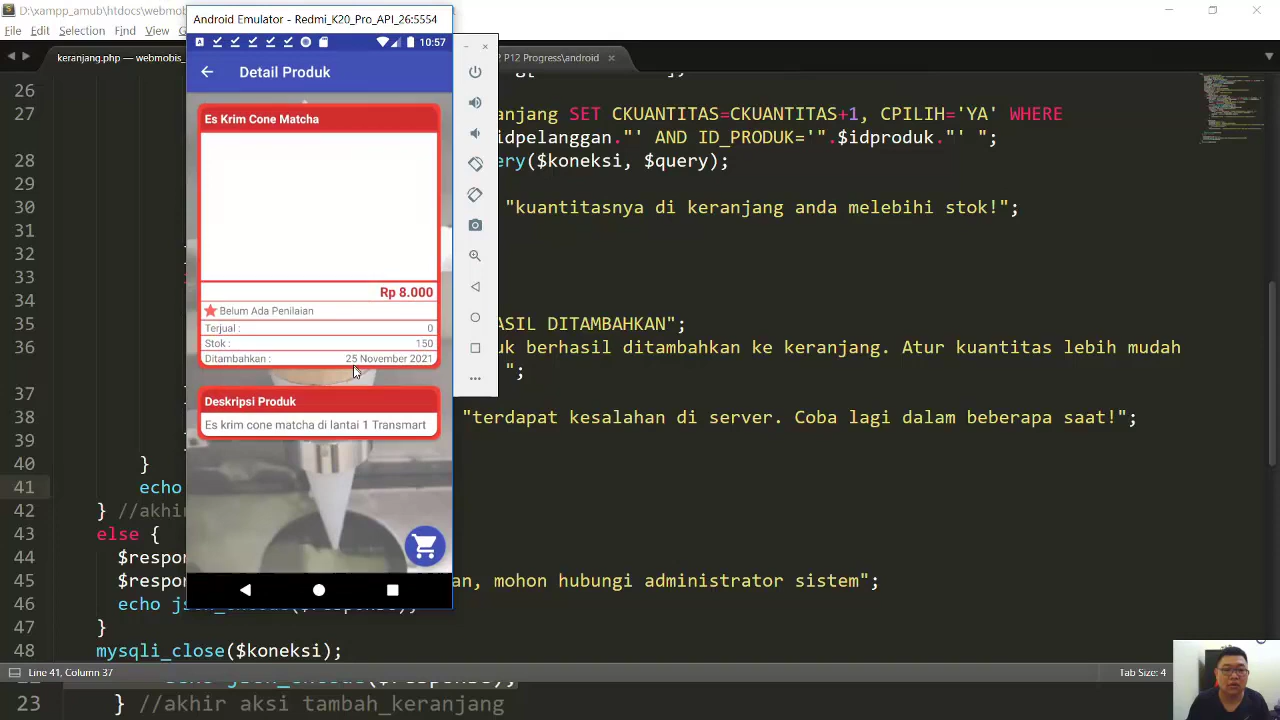 D:\xampp_amub\htdocs\webmobis
File Edit Selection Find View
keranjang.php — webmobis_
P12 Progress\android
Android Emulator - Redmi_K20_Pro_API_26:5554
10:57
Detail Produk
Es Krim Cone Matcha
Rp 8.000
Belum Ada Penilaian
Terjual : 0
Stok : 150
Ditambahkan : 25 November 2021
Deskripsi Produk
Es krim cone matcha di lantai 1 Transmart
26
27 anjang SET CKUANTITAS=CKUANTITAS+1, CPILIH='YA' WHERE
idpelanggan."' AND ID_PRODUK='".$idproduk."' ";
28 ery($koneksi, $query);
29
30 "kuantitasnya di keranjang anda melebihi stok!";
31
32
33
34
35 ASIL DITAMBAHKAN";
36 uk berhasil ditambahkan ke keranjang. Atur kuantitas lebih mudah
";
37
38 "terdapat kesalahan di server. Coba lagi dalam beberapa saat!";
39
40 }
41 echo
42 } //akhir
43 else {
44 $respor
45 $respor an, mohon hubungi administrator sistem";
46 echo json_encode($response);
47 }
48 mysqli_close($koneksi);
Line 41, Column 37
Tab Size: 4
23 } //akhir aksi tambah_keranjang